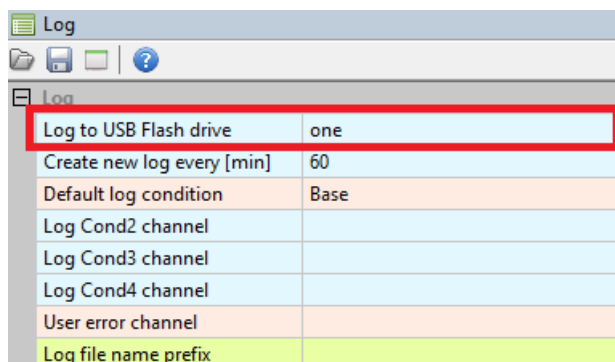 Log
Log
Log to USB Flash drive one
Create new log every [min] 60
Default log condition Base
Log Cond2 channel
Log Cond3 channel
Log Cond4 channel
User error channel
Log file name prefix